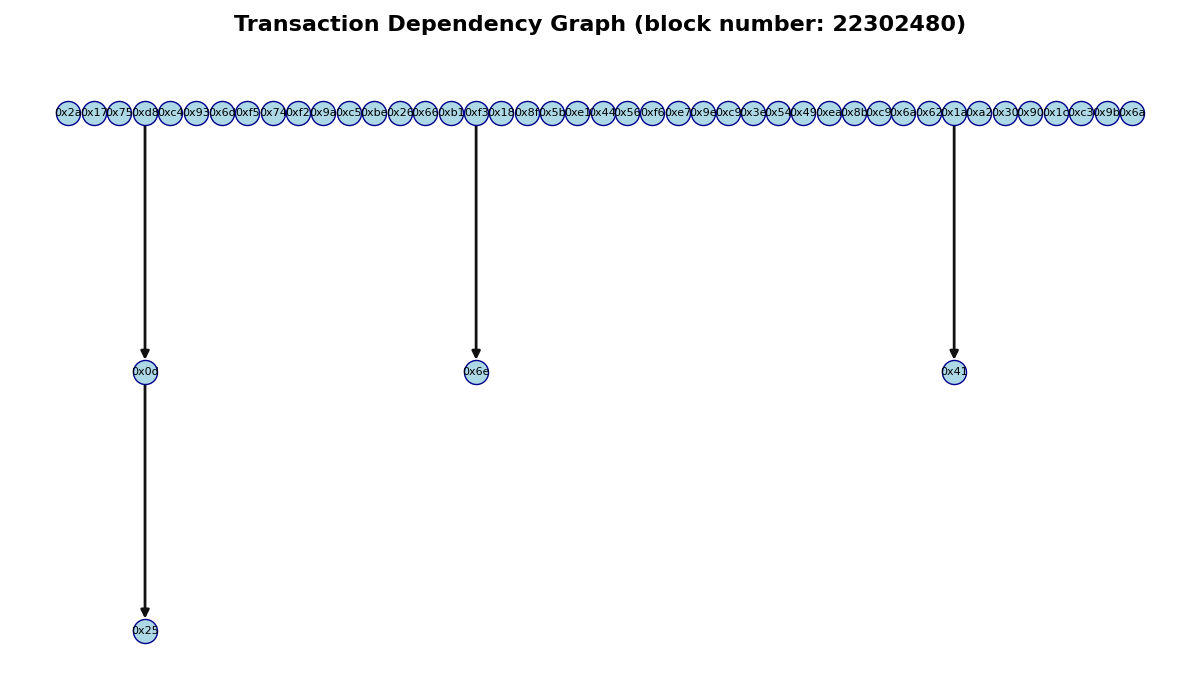 Transaction Dependency Graph (block number: 22302480)
0x2a 0x17 0x75 0xd8 0xc4 0x93 0x6d 0xf5 0x74 0xf2 0x9a 0xc5 0xbe 0x26 0x66 0xb1 0xf3 0x18 0x8f 0x5b 0xe1 0x44 0x56 0xf6 0xe7 0x9e 0xc9 0x3e 0x54 0x49 0xea 0x8b 0xc9 0x6a 0x62 0x1a 0xa2 0x30 0x90 0x1c 0xc3 0x9b 0x6a
0x0d 0x6e 0x41
0x25